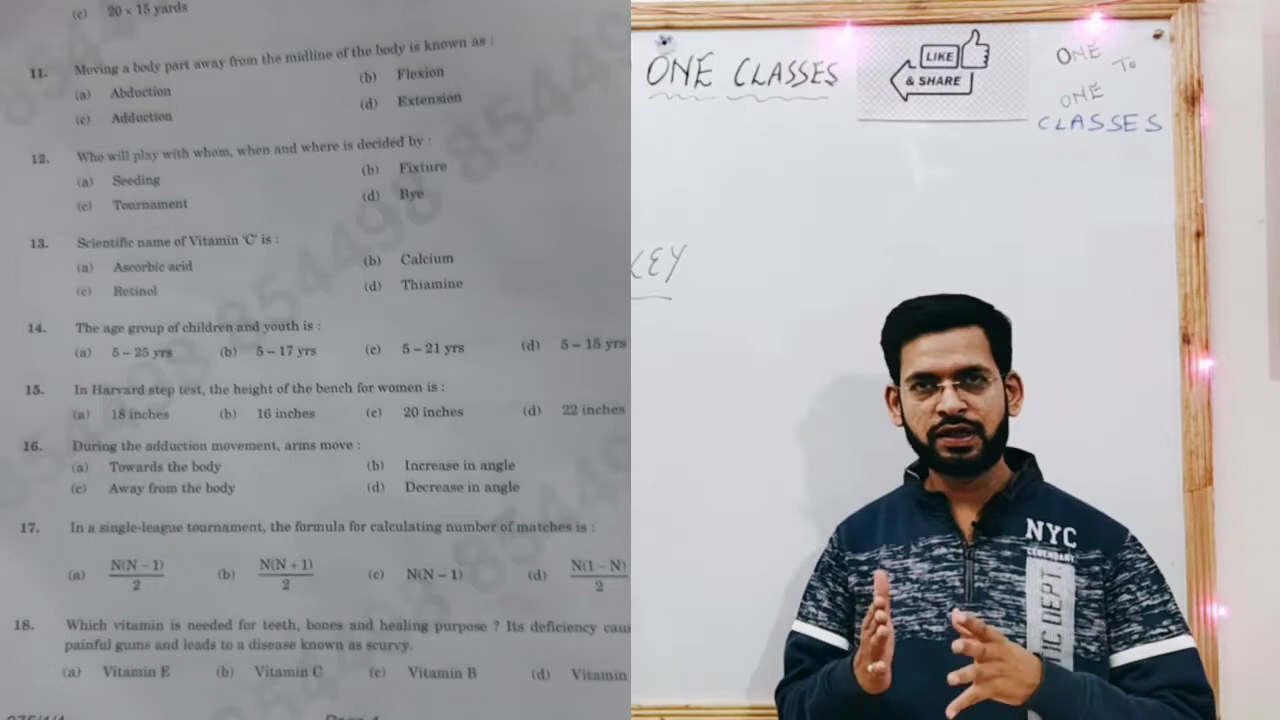 (c) 20 × 15 yards
11. Moving a body part away from the midline of the body is known as :
(a) Abduction (b) Flexion
(c) Adduction (d) Extension
12. Who will play with whom, when and where is decided by :
(a) Seeding (b) Fixture
(c) Tournament (d) Bye
13. Scientific name of Vitamin ‘C’ is :
(a) Ascorbic acid (b) Calcium
(c) Retinol (d) Thiamine
14. The age group of children and youth is :
(a) 5 – 25 yrs (b) 5 – 17 yrs (c) 5 – 21 yrs (d) 5 – 15 yrs
15. In Harvard step test, the height of the bench for women is :
(a) 18 inches (b) 16 inches (c) 20 inches (d) 22 inches
16. During the adduction movement, arms move :
(a) Towards the body (b) Increase in angle
(c) Away from the body (d) Decrease in angle
17. In a single-league tournament, the formula for calculating number of matches is :
(a) N(N – 1)/2 (b) N(N + 1)/2 (c) N(N – 1) (d) N(1 – N)/2
18. Which vitamin is needed for teeth, bones and healing purpose ? Its deficiency caus
painful gums and leads to a disease known as scurvy.
(a) Vitamin E (b) Vitamin C (c) Vitamin B (d) Vitamin
ONE CLASSES
LIKE
& SHARE
ONE
TO
ONE
CLASSES
KEY
NYC
LEGENDARY
TIC DEPT